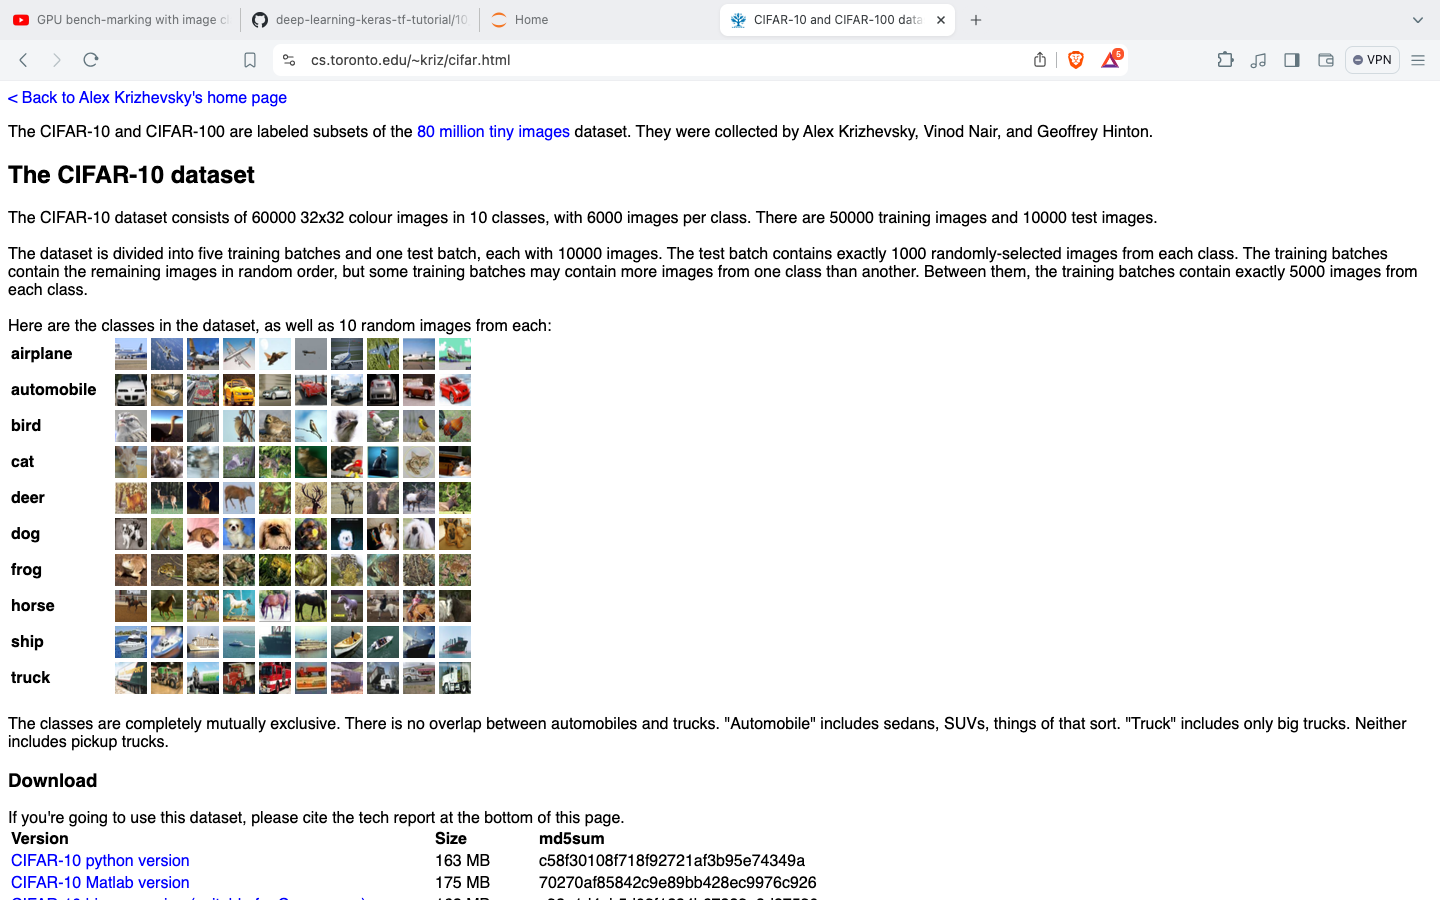 GPU bench-marking with image cl
deep-learning-keras-tf-tutorial/10
Home
CIFAR-10 and CIFAR-100 data
cs.toronto.edu/~kriz/cifar.html
5
VPN
< Back to Alex Krizhevsky's home page
The CIFAR-10 and CIFAR-100 are labeled subsets of the 80 million tiny images dataset. They were collected by Alex Krizhevsky, Vinod Nair, and Geoffrey Hinton.
The CIFAR-10 dataset
The CIFAR-10 dataset consists of 60000 32x32 colour images in 10 classes, with 6000 images per class. There are 50000 training images and 10000 test images.
The dataset is divided into five training batches and one test batch, each with 10000 images. The test batch contains exactly 1000 randomly-selected images from each class. The training batches
contain the remaining images in random order, but some training batches may contain more images from one class than another. Between them, the training batches contain exactly 5000 images from
each class.
Here are the classes in the dataset, as well as 10 random images from each:
airplane
automobile
bird
cat
deer
dog
frog
horse
ship
truck
The classes are completely mutually exclusive. There is no overlap between automobiles and trucks. "Automobile" includes sedans, SUVs, things of that sort. "Truck" includes only big trucks. Neither
includes pickup trucks.
Download
If you're going to use this dataset, please cite the tech report at the bottom of this page.
Version Size md5sum
CIFAR-10 python version 163 MB c58f30108f718f92721af3b95e74349a
CIFAR-10 Matlab version 175 MB 70270af85842c9e89bb428ec9976c926